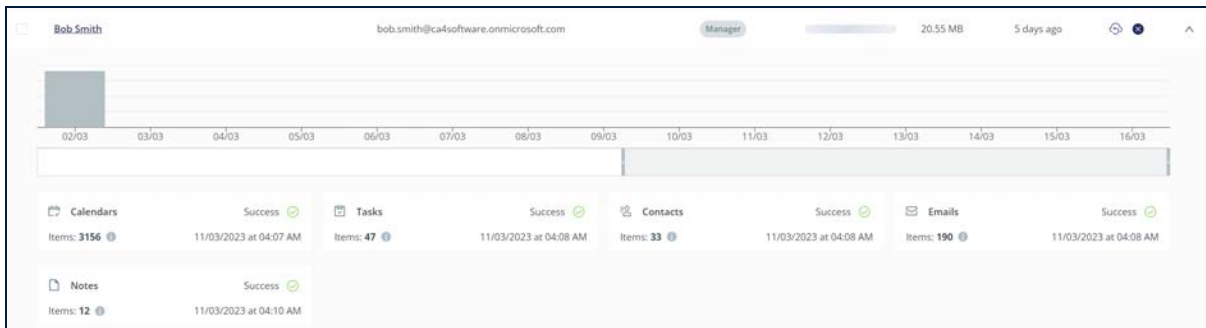 Bob Smith bob.smith@ca4software.onmicrosoft.com Manager 20.55 MB 5 days ago
02/03 03/03 04/03 05/03 06/03 07/03 08/03 09/03 10/03 11/03 12/03 13/03 14/03 15/03 16/03
Calendars Success Tasks Success Contacts Success Emails Success
Items: 3156 11/03/2023 at 04:07 AM Items: 47 11/03/2023 at 04:08 AM Items: 33 11/03/2023 at 04:08 AM Items: 190 11/03/2023 at 04:08 AM
Notes Success
Items: 12 11/03/2023 at 04:10 AM